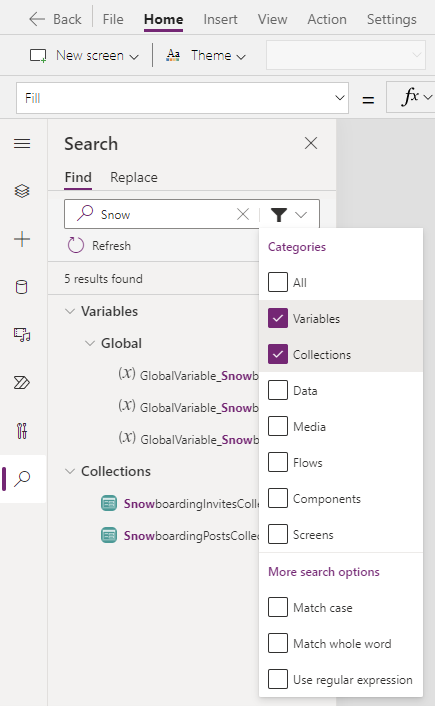 Back File Home Insert View Action Settings
New screen Theme
Fill = fx
Search
Find Replace
Snow
Refresh
Categories
5 results found
All
Variables
Variables
Global
Collections
(x) GlobalVariable_Snowb
Data
(x) GlobalVariable_Snowb
Media
(x) GlobalVariable_Snowb
Flows
Collections
Components
SnowboardingInvitesColle
SnowboardingPostsCollec
Screens
More search options
Match case
Match whole word
Use regular expression